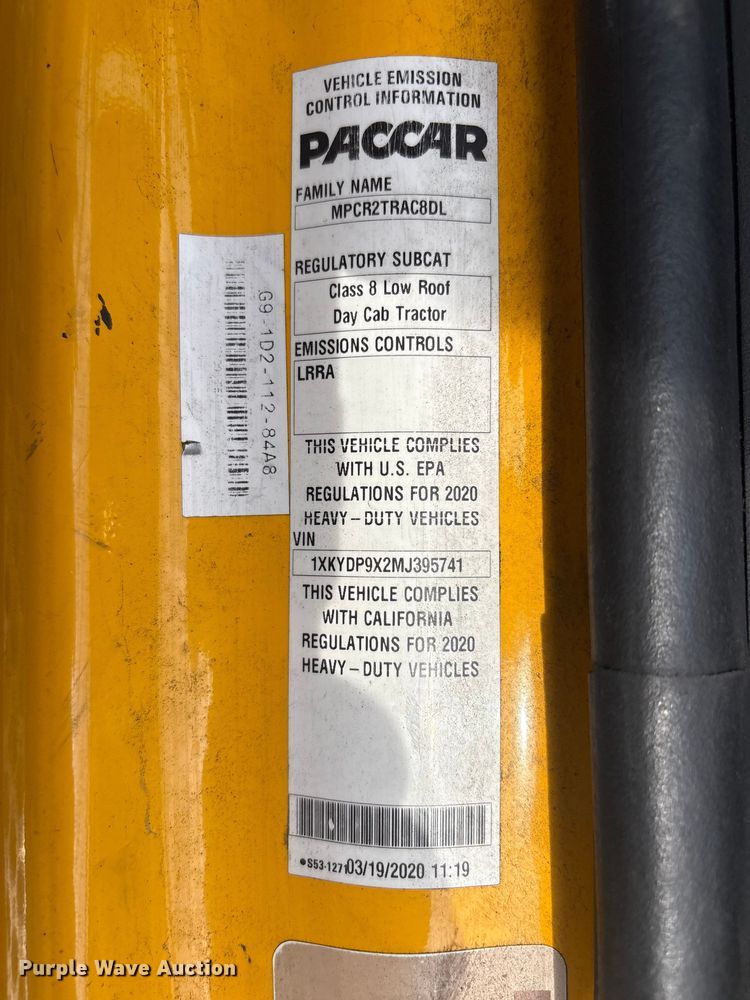 VEHICLE EMISSION
CONTROL INFORMATION
PACCAR
FAMILY NAME
MPCR2TRAC8DL
REGULATORY SUBCAT
Class 8 Low Roof
Day Cab Tractor
EMISSIONS CONTROLS
LRRA
THIS VEHICLE COMPLIES
WITH U.S. EPA
REGULATIONS FOR 2020
HEAVY-DUTY VEHICLES
VIN
1XKYDP9X2MJ395741
THIS VEHICLE COMPLIES
WITH CALIFORNIA
REGULATIONS FOR 2020
HEAVY-DUTY VEHICLES
S53-1271 03/19/2020 11:19
G9-1D2-112-84A8
Purple Wave Auction